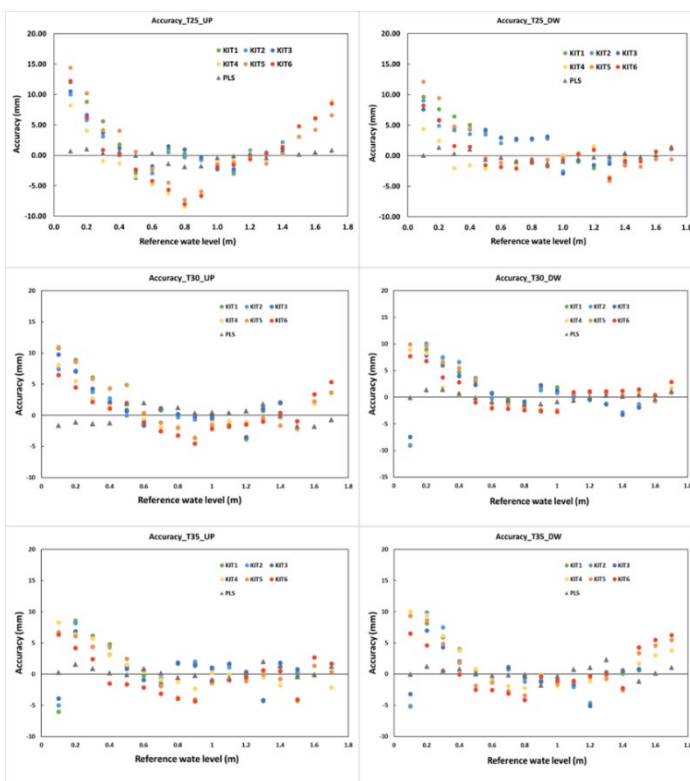 Accuracy_T25_UP
20.00
15.00
10.00
5.00
0.00
-5.00
-10.00
Accuracy (mm)
KIT1 KIT2 KIT3
KIT4 KIT5 KIT6
PLS
0.0 0.2 0.4 0.6 0.8 1.0 1.2 1.4 1.6 1.8
Reference wate level (m)
Accuracy_T25_DW
20.00
15.00
10.00
5.00
0.00
-5.00
-10.00
Accuracy (mm)
KIT1 KIT2 KIT3
KIT4 KIT5 KIT6
PLS
0.0 0.2 0.4 0.6 0.8 1.0 1.2 1.4 1.6 1.8
Reference wate level (m)
Accuracy_T30_UP
20
15
10
5
0
-5
-10
Accuracy (mm)
KIT1 KIT2 KIT3
KIT4 KIT5 KIT6
PLS
0 0.2 0.4 0.6 0.8 1 1.2 1.4 1.6 1.8
Reference wate level (m)
Accuracy_T30_DW
20
15
10
5
0
-5
-10
-15
Accuracy (mm)
KIT1 KIT2 KIT3
KIT4 KIT5 KIT6
PLS
0 0.2 0.4 0.6 0.8 1 1.2 1.4 1.6 1.8
Reference wate level (m)
Accuracy_T35_UP
20
15
10
5
0
-5
-10
Accuracy (mm)
KIT1 KIT2 KIT3
KIT4 KIT5 KIT6
PLS
0 0.2 0.4 0.6 0.8 1 1.2 1.4 1.6 1.8
Reference wate level (m)
Accuracy_T35_DW
20
15
10
5
0
-5
-10
Accuracy (mm)
KIT1 KIT2 KIT3
KIT4 KIT5 KIT6
PLS
0 0.2 0.4 0.6 0.8 1 1.2 1.4 1.6 1.8
Reference wate level (m)